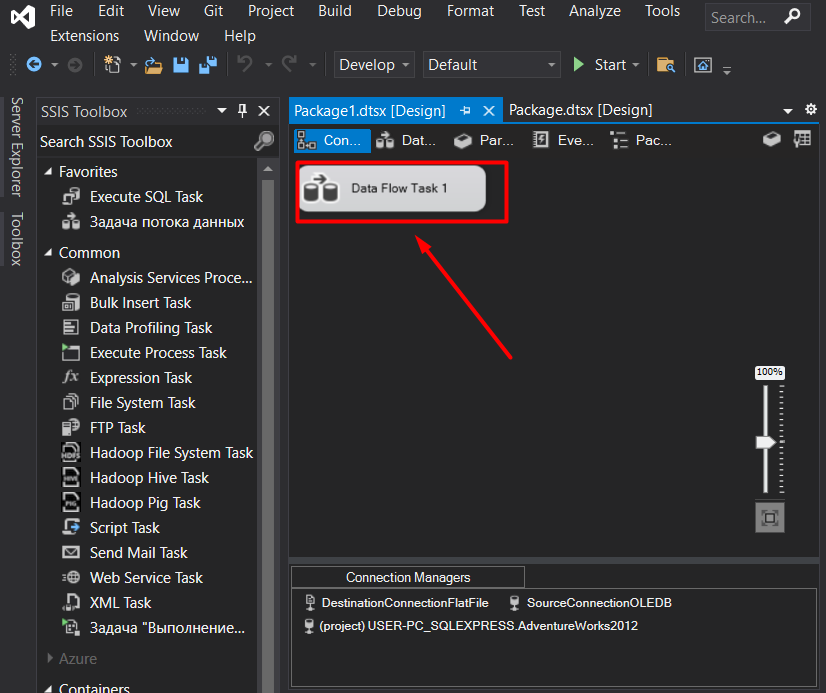 File Edit View Git Project Build Debug Format Test Analyze Tools Search...
Extensions Window Help
Develop Default Start
Server Explorer
Toolbox
SSIS Toolbox
Search SSIS Toolbox
Favorites
Execute SQL Task
Задача потока данных
Common
Analysis Services Proce...
Bulk Insert Task
Data Profiling Task
Execute Process Task
Expression Task
File System Task
FTP Task
Hadoop File System Task
Hadoop Hive Task
Hadoop Pig Task
Script Task
Send Mail Task
Web Service Task
XML Task
Задача "Выполнение...
Azure
Containers
Package1.dtsx [Design] Package.dtsx [Design]
Con... Dat... Par... Eve... Pac...
Data Flow Task 1
100%
Connection Managers
DestinationConnectionFlatFile SourceConnectionOLEDB
(project) USER-PC_SQLEXPRESS.AdventureWorks2012